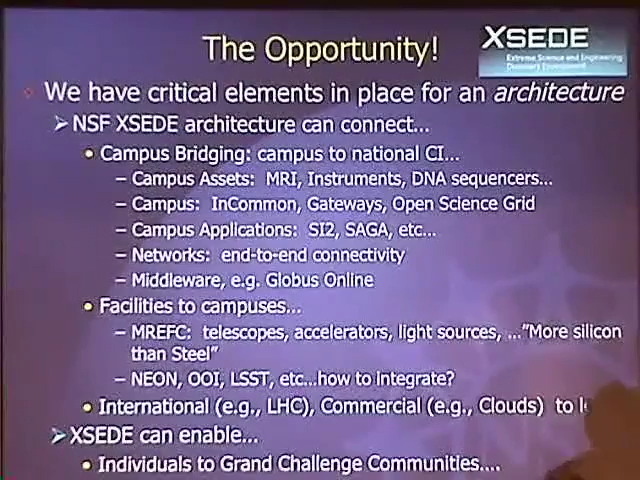 The Opportunity!
XSEDE
Extreme Science and Engineering
Discovery Environment
We have critical elements in place for an architecture
➢NSF XSEDE architecture can connect...
• Campus Bridging: campus to national CI...
– Campus Assets: MRI, Instruments, DNA sequencers...
– Campus: InCommon, Gateways, Open Science Grid
– Campus Applications: SI2, SAGA, etc...
– Networks: end-to-end connectivity
– Middleware, e.g. Globus Online
• Facilities to campuses...
– MREFC: telescopes, accelerators, light sources, ..."More silicon
than Steel"
– NEON, OOI, LSST, etc...how to integrate?
• International (e.g., LHC), Commercial (e.g., Clouds) to
➢XSEDE can enable...
• Individuals to Grand Challenge Communities....